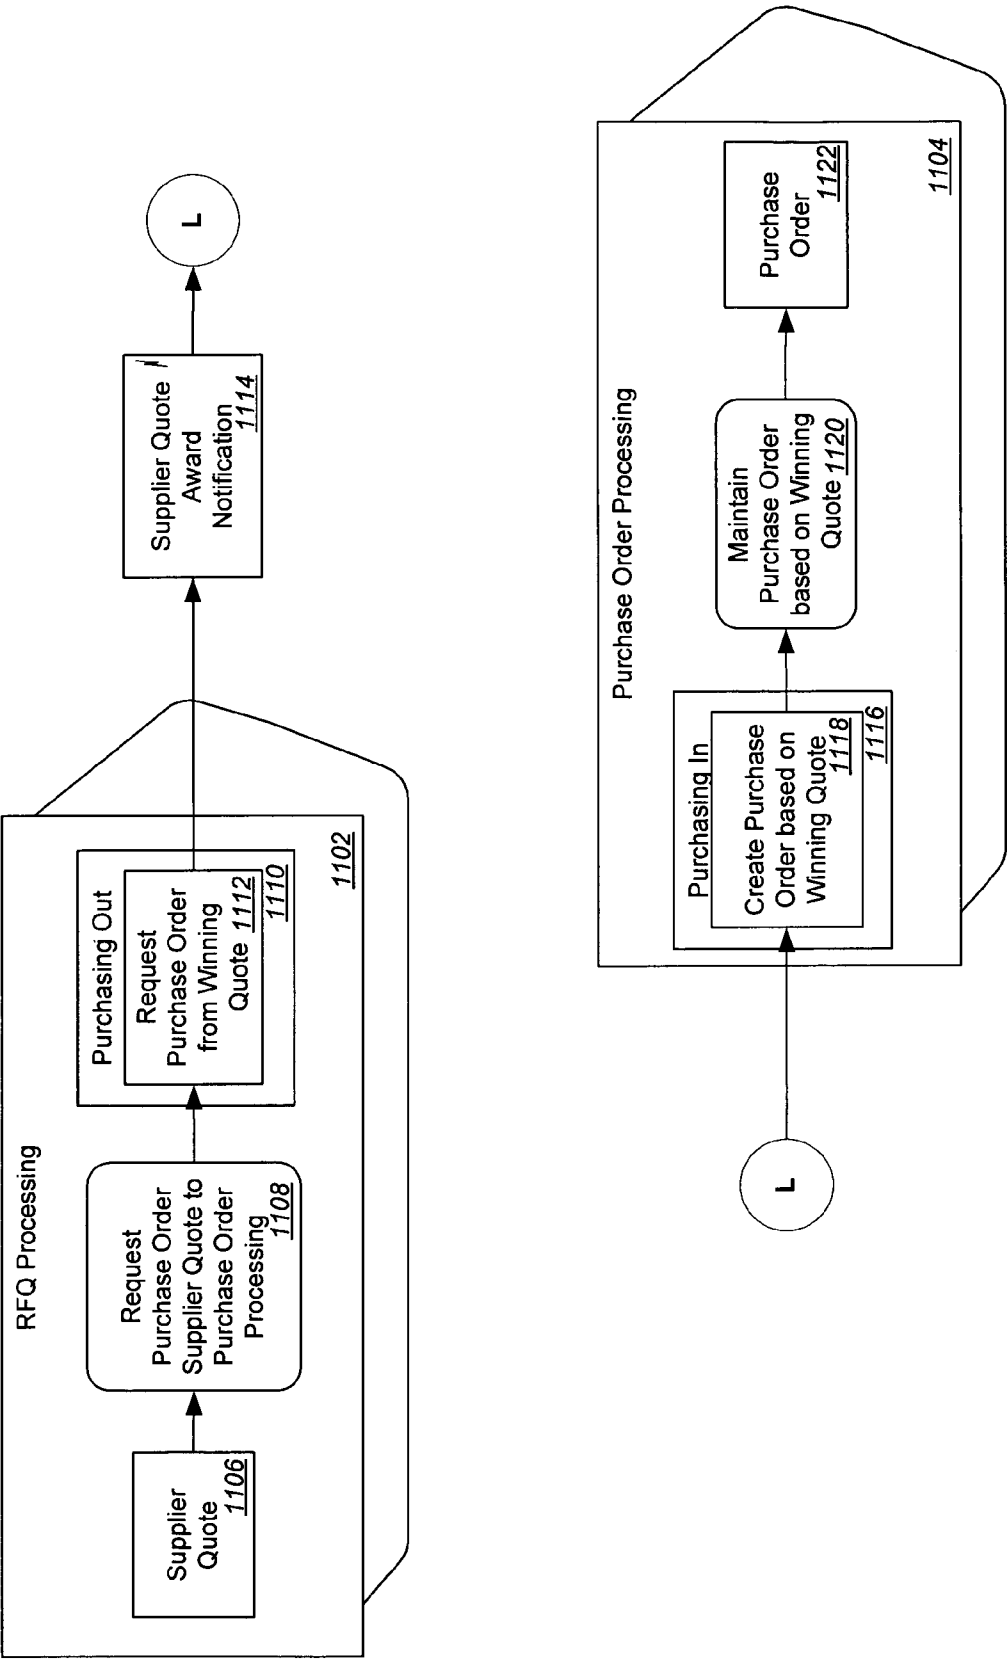 RFQ Processing
Supplier
Quote
1106
Request
Purchase Order
Supplier Quote to
Purchase Order
Processing
1108
Purchasing Out
Request
Purchase Order
from Winning
Quote 1112
1110
1102
Supplier Quote
Award
Notification
1114
L
L
Purchase Order Processing
Purchasing In
Create Purchase
Order based on
Winning Quote
1118
1116
Maintain
Purchase Order
based on Winning
Quote 1120
Purchase
Order
1122
1104